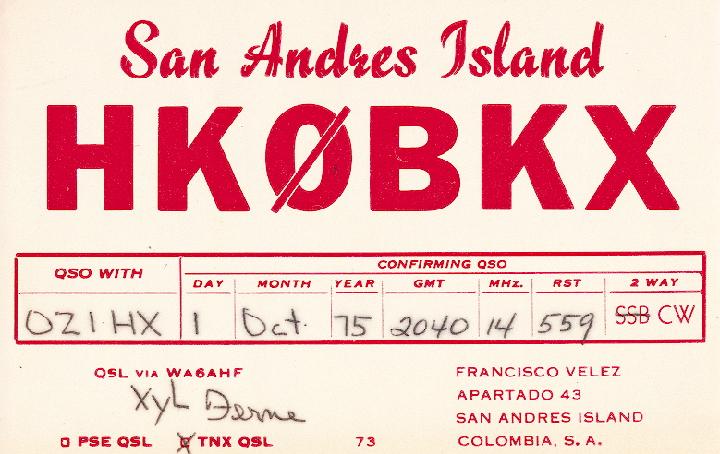 San Andres Island
HKØBKX
QSO WITH
CONFIRMING QSO
DAY MONTH YEAR GMT MHz. RST 2 WAY
OZ1HX 1 Oct. 75 2040 14 559 SSB CW
QSL VIA WA6AHF
XYL
PSE QSL TNX QSL 73
FRANCISCO VELEZ
APARTADO 43
SAN ANDRES ISLAND
COLOMBIA, S. A.